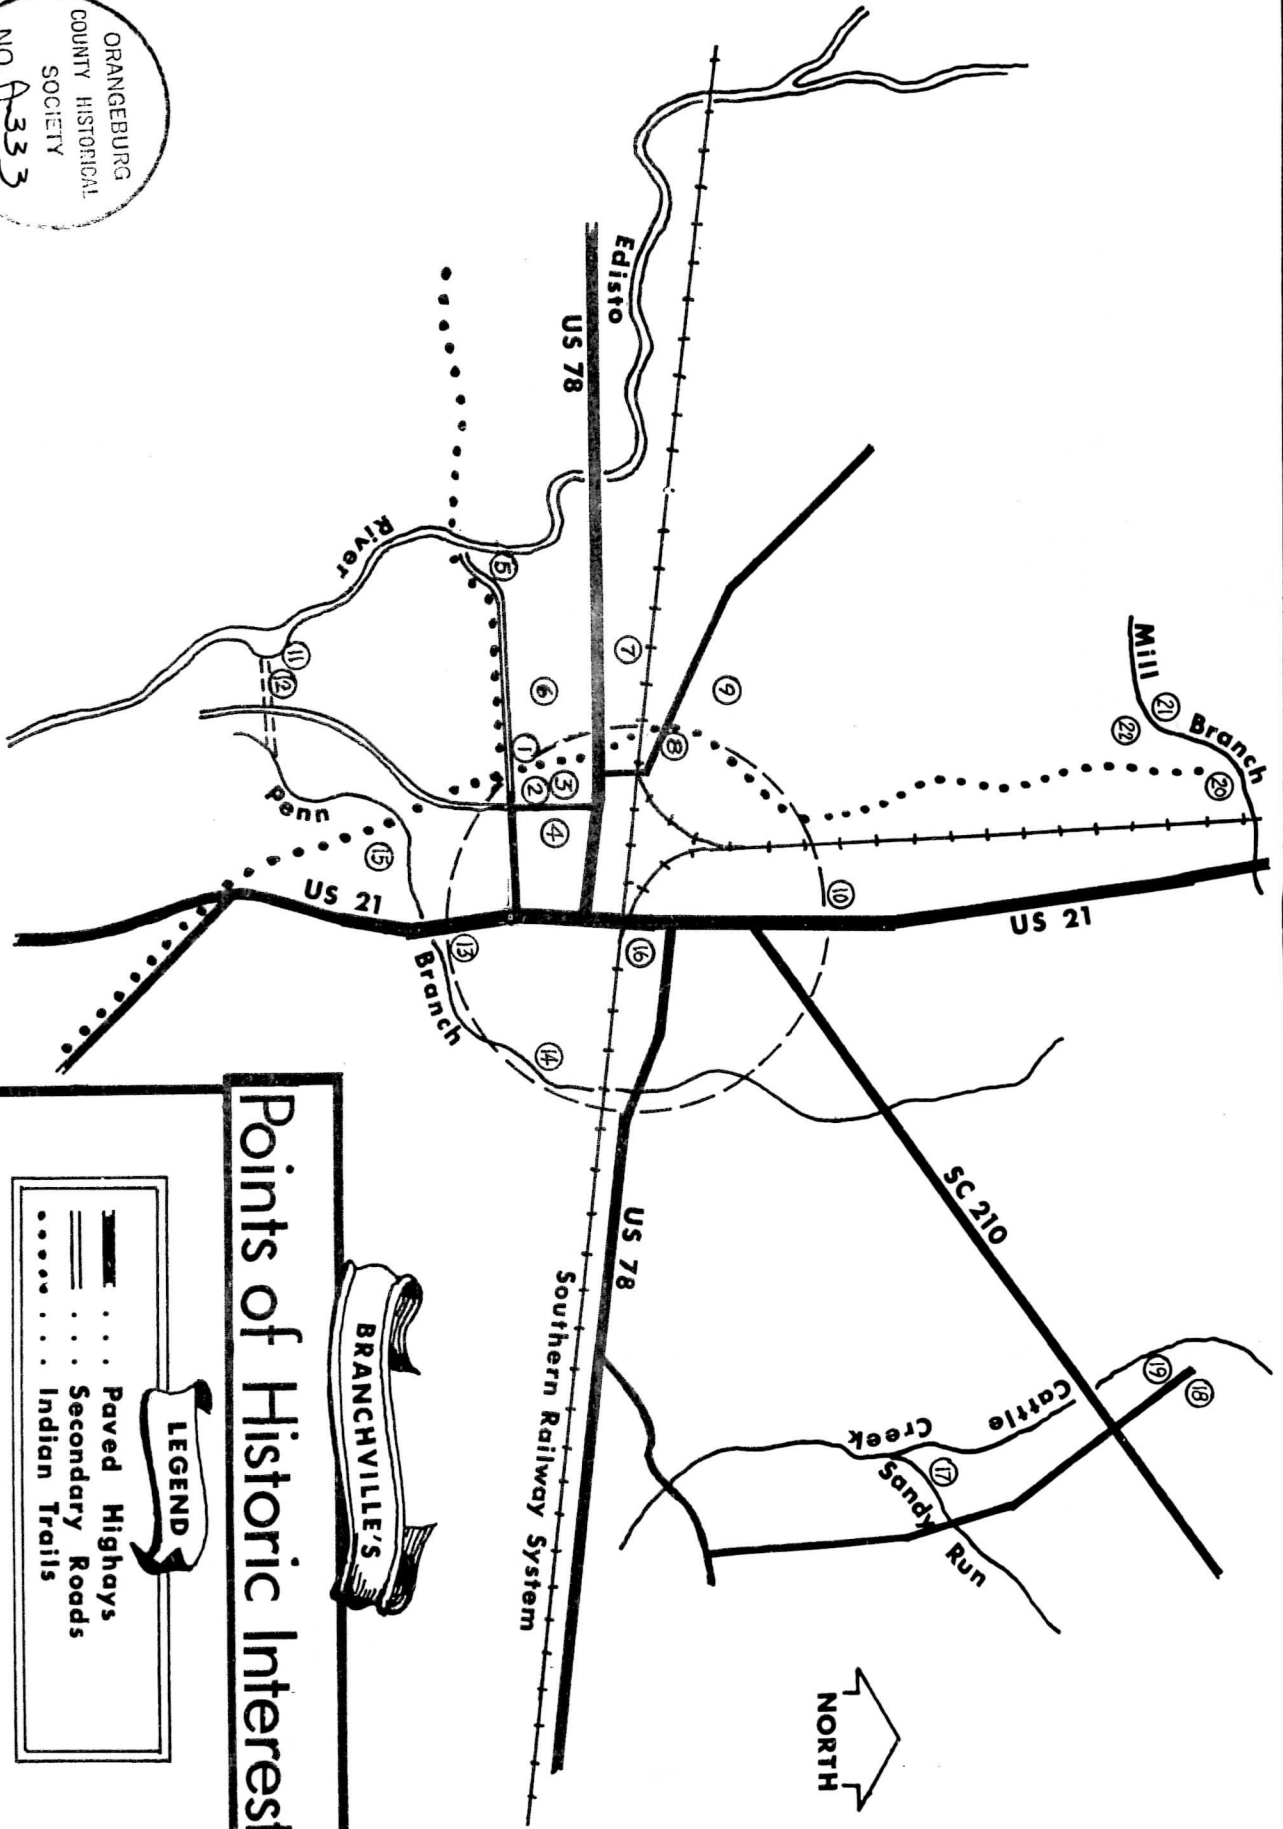 ORANGEBURG
COUNTY HISTORICAL
SOCIETY
NO A-333
Edisto
River
US 78
Mill
Branch
Penn
Branch
US 21
US 21
US 78
SC 210
Southern Railway System
Cattle
Creek
Sandy
Run
1
2
3
4
5
6
7
8
9
10
11
12
13
14
15
16
17
18
19
20
21
22
NORTH
BRANCHVILLE'S
Points of Historic Interest
LEGEND
Paved Highays
Secondary Roads
Indian Trails